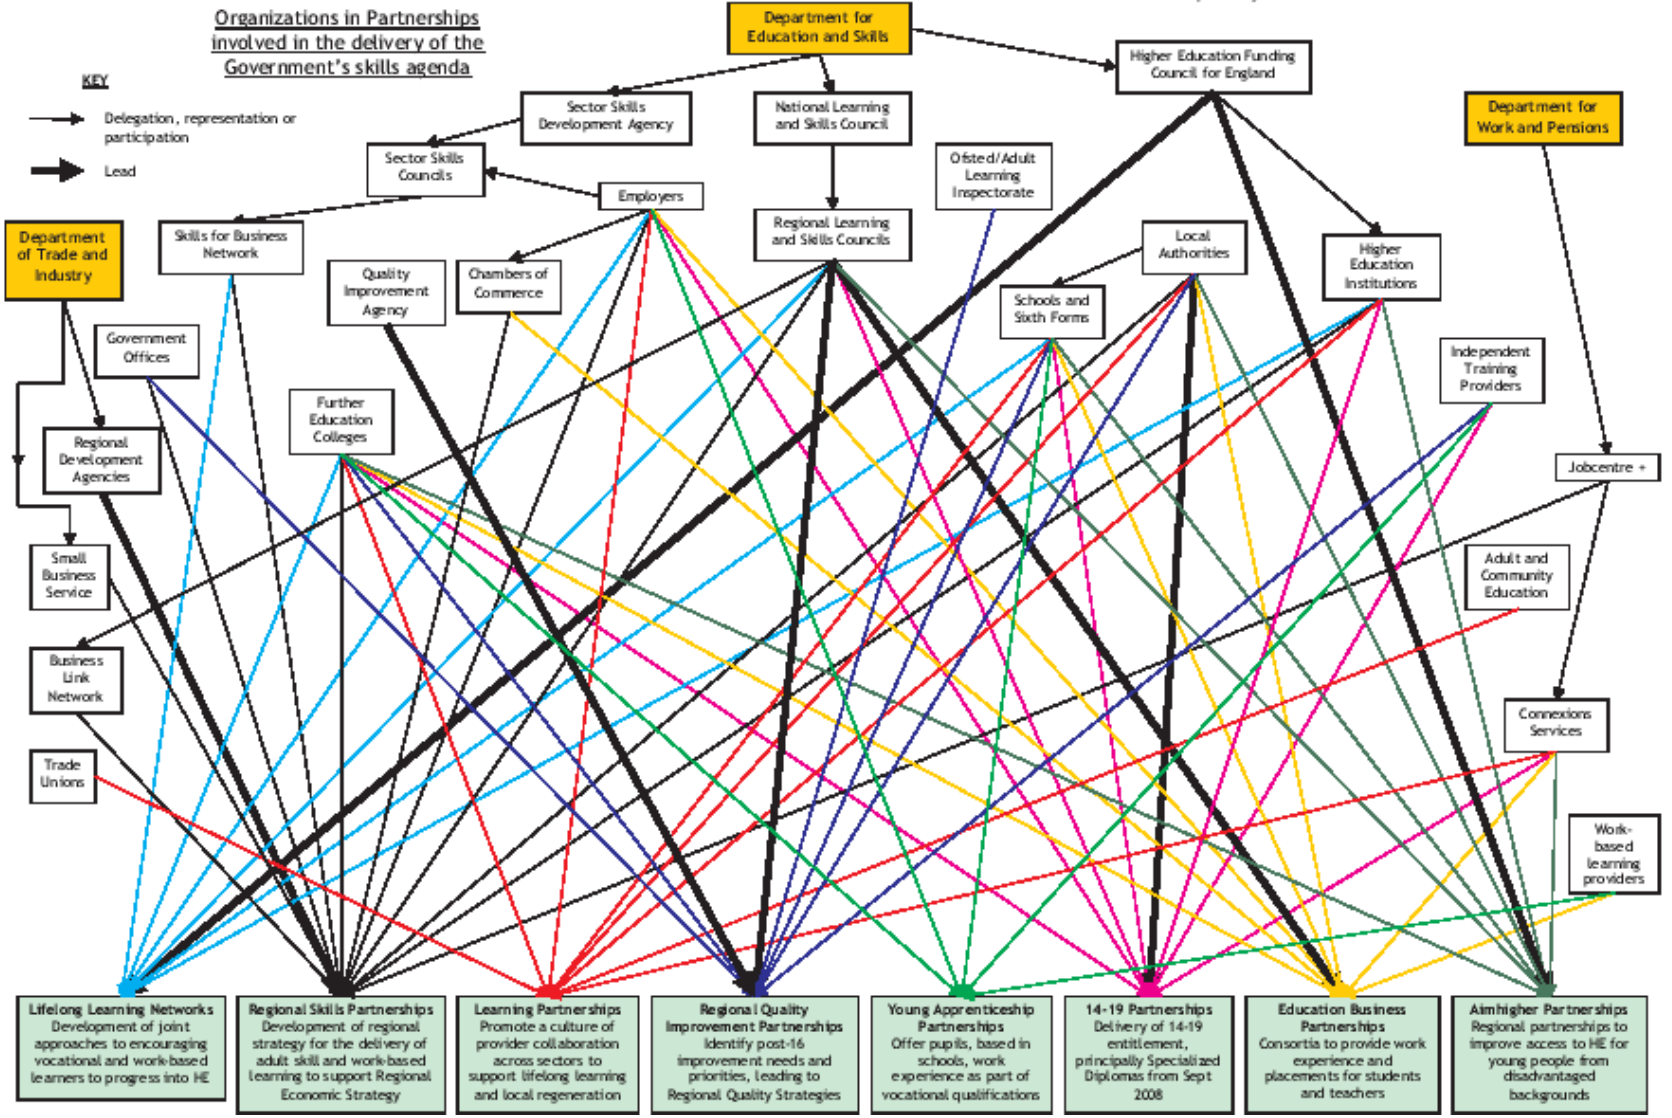 Organizations in Partnerships
involved in the delivery of the
Government's skills agenda
KEY
Delegation, representation or
participation
Lead
Department for
Education and Skills
Higher Education Funding
Council for England
Sector Skills
Development Agency
National Learning
and Skills Council
Department for
Work and Pensions
Sector Skills
Councils
Employers
Ofsted/Adult
Learning
Inspectorate
Department
of Trade and
Industry
Skills for Business
Network
Regional Learning
and Skills Councils
Local
Authorities
Higher
Education
Institutions
Quality
Improvement
Agency
Chambers of
Commerce
Schools and
Sixth Forms
Government
Offices
Independent
Training
Providers
Further
Education
Colleges
Regional
Development
Agencies
Jobcentre +
Small
Business
Service
Adult and
Community
Education
Business
Link
Network
Connexions
Services
Trade
Unions
Work-
based
learning
providers
Lifelong Learning Networks
Development of joint
approaches to encouraging
vocational and work-based
learners to progress into HE
Regional Skills Partnerships
Development of regional
strategy for the delivery of
adult skill and work-based
learning to support Regional
Economic Strategy
Learning Partnerships
Promote a culture of
provider collaboration
across sectors to
support lifelong learning
and local regeneration
Regional Quality
Improvement Partnerships
Identify post-16
improvement needs and
priorities, leading to
Regional Quality Strategies
Young Apprenticeship
Partnerships
Offer pupils, based in
schools, work
experience as part of
vocational qualifications
14-19 Partnerships
Delivery of 14-19
entitlement,
principally Specialized
Diplomas from Sept
2008
Education Business
Partnerships
Consortia to provide work
experience and
placements for students
and teachers
Aimhigher Partnerships
Regional partnerships to
improve access to HE for
young people from
disadvantaged
backgrounds